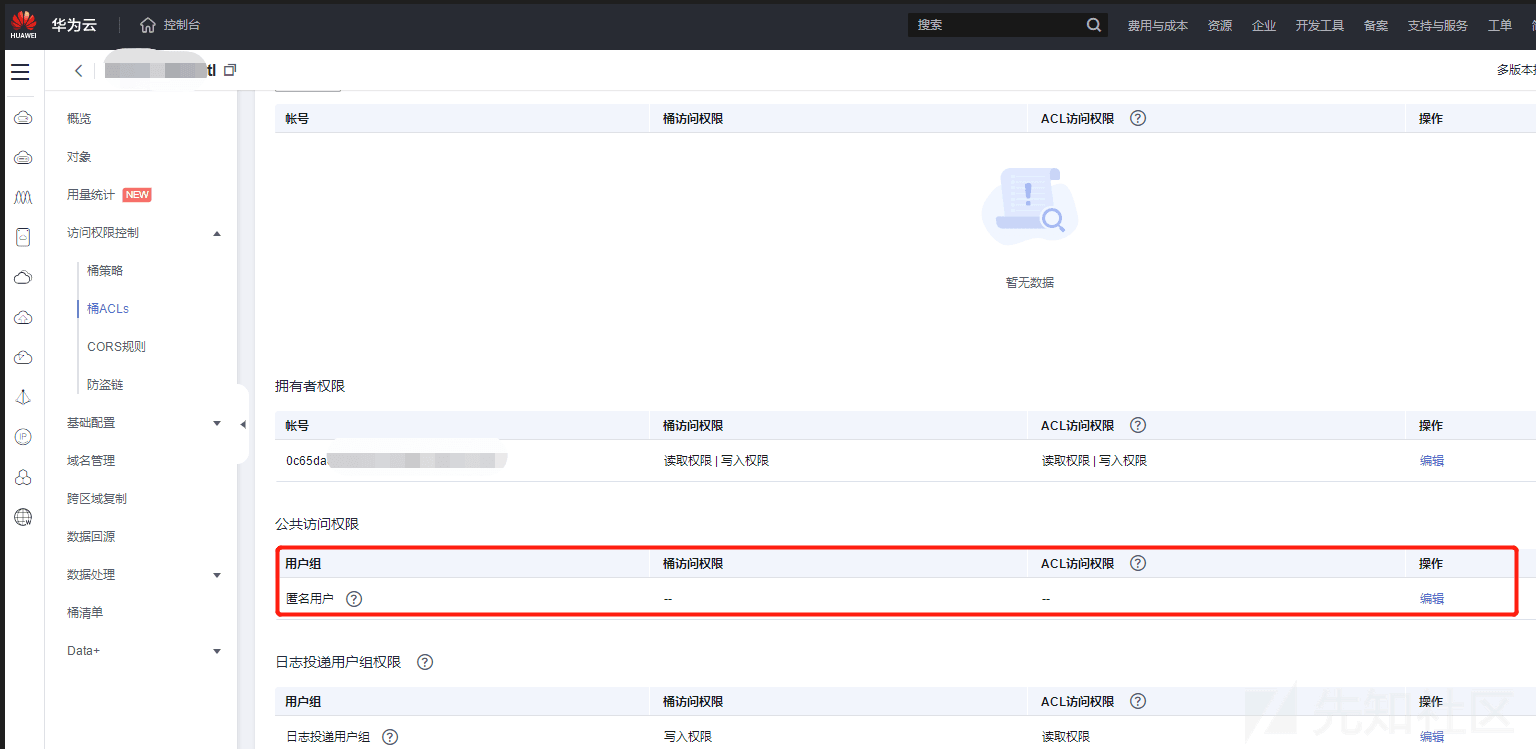 HUAWEI 华为云 控制台 搜索 费用与成本 资源 企业 开发工具 备案 支持与服务 工单
tl 多版本
概览
对象
用量统计 NEW
访问权限控制
桶策略
桶ACLs
CORS规则
防盗链
基础配置
域名管理
跨区域复制
数据回源
数据处理
桶清单
Data+
帐号 桶访问权限 ACL访问权限 ? 操作
暂无数据
拥有者权限
帐号 桶访问权限 ACL访问权限 ? 操作
0c65da 读取权限 | 写入权限 读取权限 | 写入权限 编辑
公共访问权限
用户组 桶访问权限 ACL访问权限 ? 操作
匿名用户 ? -- -- 编辑
日志投递用户组权限 ?
用户组 桶访问权限 ACL访问权限 ? 操作
日志投递用户组 ? 写入权限 读取权限 编辑
先知社区